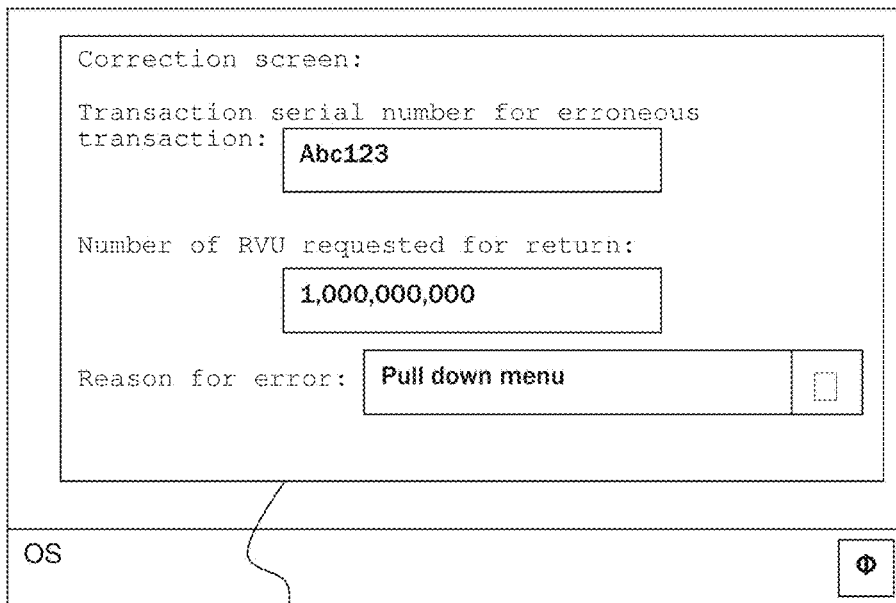 Correction screen:
Transaction serial number for erroneous
transaction:
Abc123
Number of RVU requested for return:
1,000,000,000
Reason for error:
Pull down menu
OS
Φ